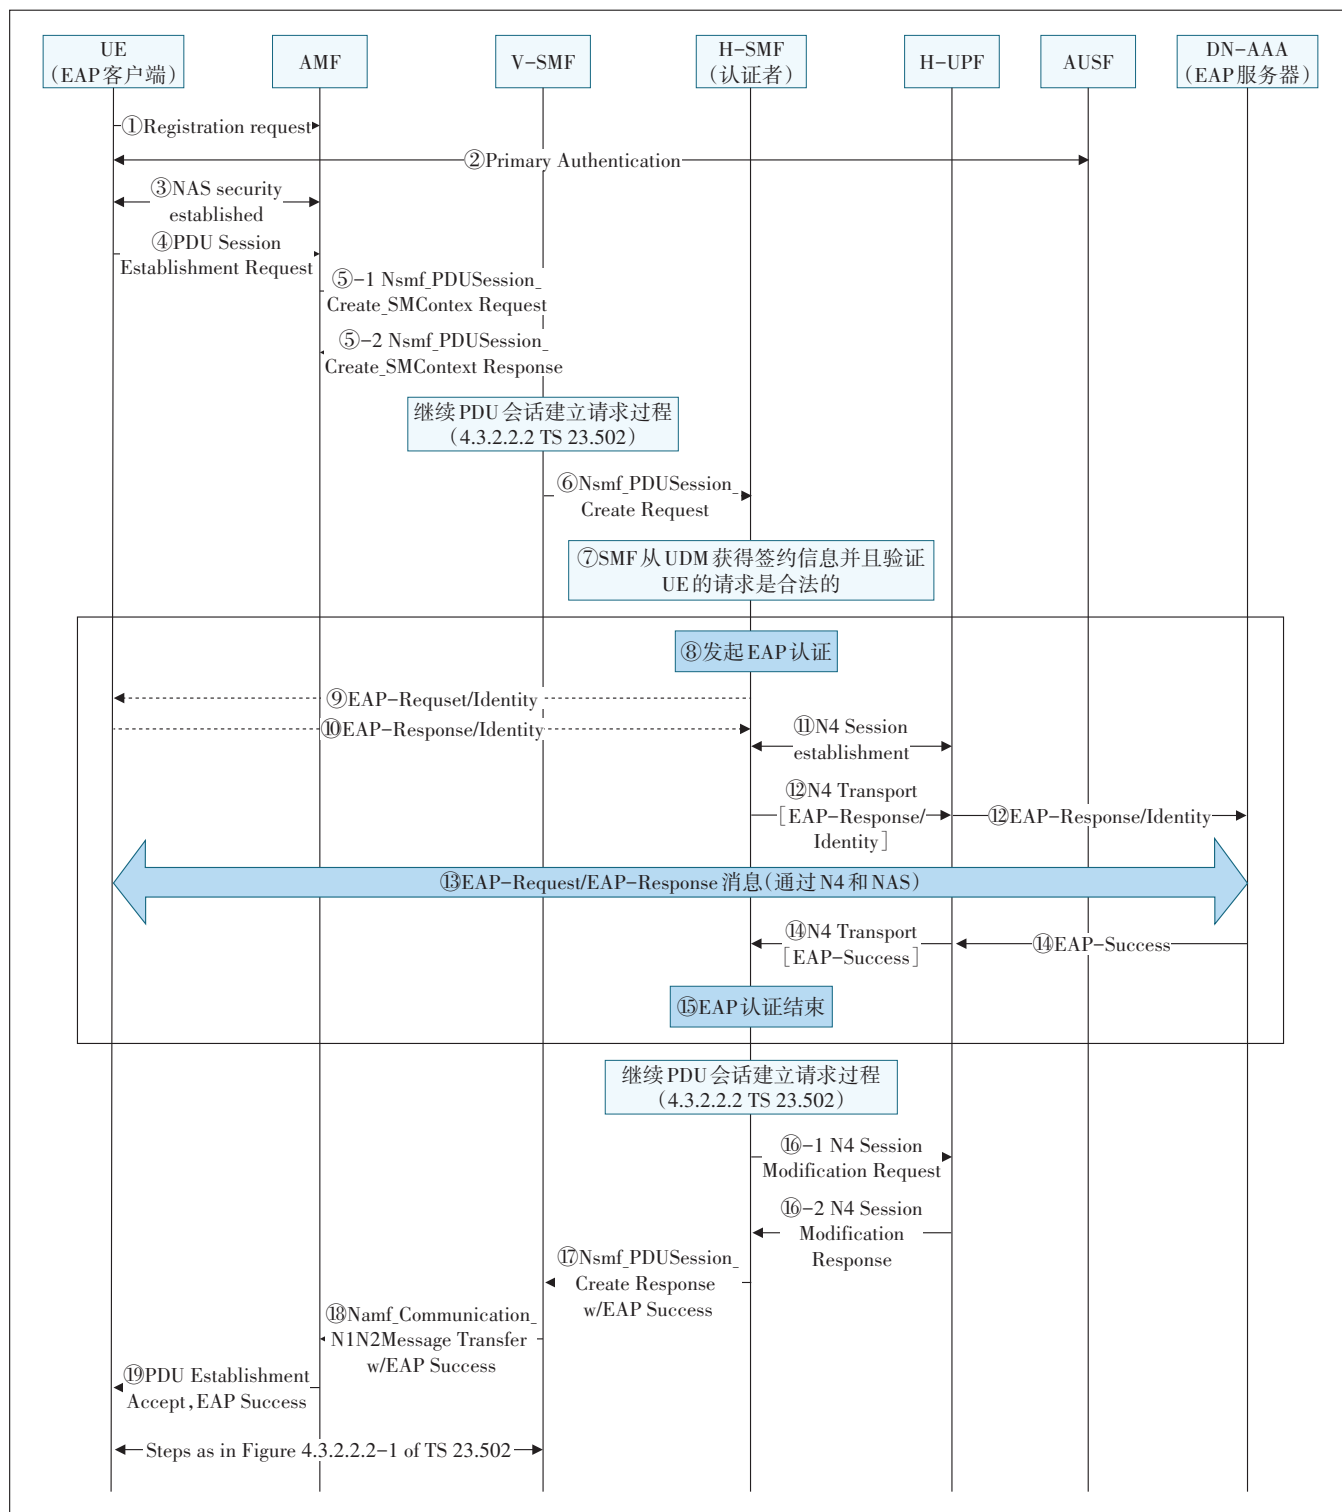 UE
（EAP客户端）
AMF
V-SMF
H-SMF
（认证者）
H-UPF
AUSF
DN-AAA
（EAP服务器）
①Registration request
②Primary Authentication
③NAS security
established
④PDU Session
Establishment Request
⑤-1 Nsmf_PDUSession_
Create_SMContex Request
⑤-2 Nsmf_PDUSession_
Create_SMContext Response
继续PDU会话建立请求过程
（4.3.2.2.2 TS 23.502）
⑥Nsmf_PDUSession_
Create Request
⑦SMF从UDM获得签约信息并且验证
UE的请求是合法的
⑧发起EAP认证
⑨EAP-Requset/Identity
⑩EAP-Response/Identity
⑪N4 Session
establishment
⑫N4 Transport
[EAP-Response/
Identity]
⑫EAP-Response/Identity
⑬EAP-Request/EAP-Response消息(通过N4和NAS)
⑭N4 Transport
[EAP-Success]
⑭EAP-Success
⑮EAP认证结束
继续PDU会话建立请求过程
（4.3.2.2.2 TS 23.502）
⑯-1 N4 Session
Modification Request
⑯-2 N4 Session
Modification
Response
⑰Nsmf_PDUSession_
Create Response
w/EAP Success
⑱Namf_Communication_
N1N2Message Transfer
w/EAP Success
⑲PDU Establishment
Accept,EAP Success
Steps as in Figure 4.3.2.2.2-1 of TS 23.502